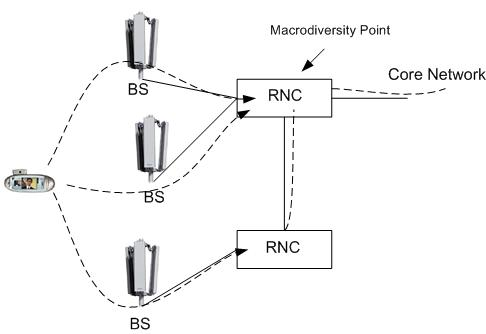 Macrodiversity Point
Core Network
RNC
BS
BS
RNC
BS